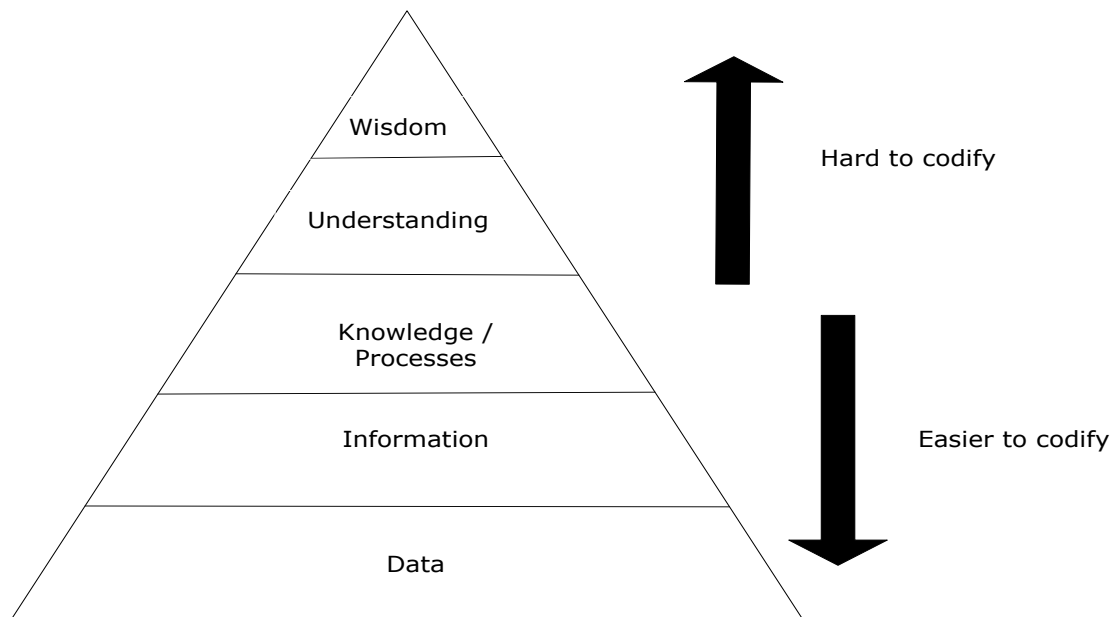 Wisdom
Hard to codify
Understanding
Knowledge /
Processes
Information
Easier to codify
Data